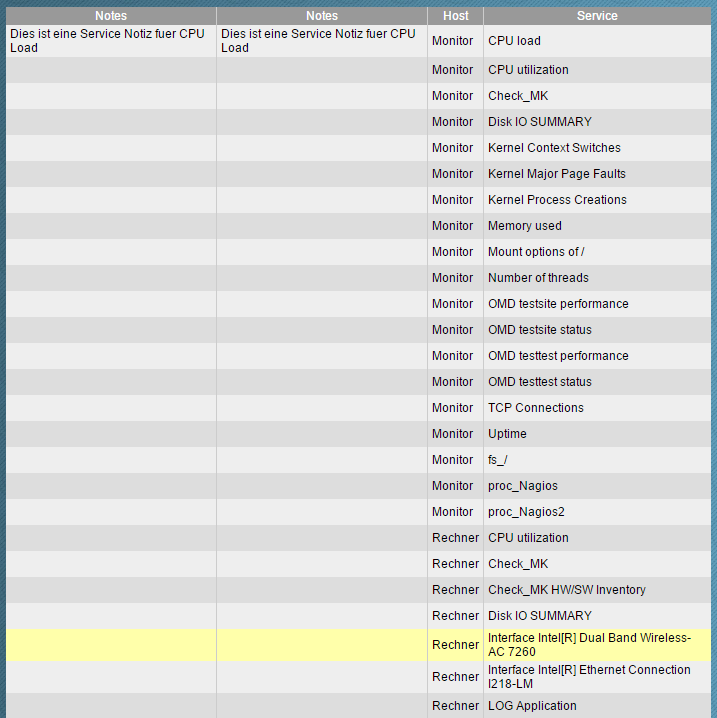 Notes Notes Host Service
Dies ist eine Service Notiz fuer CPU Load Dies ist eine Service Notiz fuer CPU Load Monitor CPU load
Monitor CPU utilization
Monitor Check_MK
Monitor Disk IO SUMMARY
Monitor Kernel Context Switches
Monitor Kernel Major Page Faults
Monitor Kernel Process Creations
Monitor Memory used
Monitor Mount options of /
Monitor Number of threads
Monitor OMD testsite performance
Monitor OMD testsite status
Monitor OMD testtest performance
Monitor OMD testtest status
Monitor TCP Connections
Monitor Uptime
Monitor fs_/
Monitor proc_Nagios
Monitor proc_Nagios2
Rechner CPU utilization
Rechner Check_MK
Rechner Check_MK HW/SW Inventory
Rechner Disk IO SUMMARY
Rechner Interface Intel[R] Dual Band Wireless-
AC 7260
Rechner Interface Intel[R] Ethernet Connection
I218-LM
Rechner LOG Application